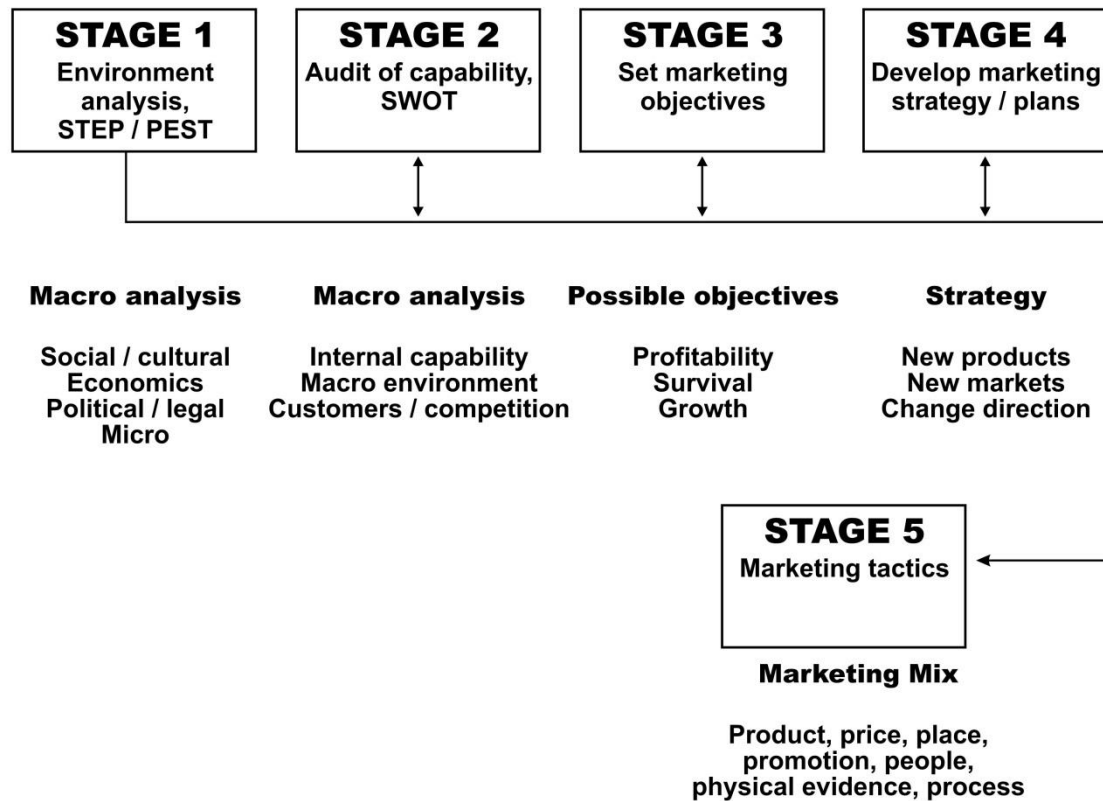 STAGE 1
Environment
analysis,
STEP / PEST
STAGE 2
Audit of capability,
SWOT
STAGE 3
Set marketing
objectives
STAGE 4
Develop marketing
strategy / plans
Macro analysis
Social / cultural
Economics
Political / legal
Micro
Macro analysis
Internal capability
Macro environment
Customers / competition
Possible objectives
Profitability
Survival
Growth
Strategy
New products
New markets
Change direction
STAGE 5
Marketing tactics
Marketing Mix
Product, price, place,
promotion, people,
physical evidence, process